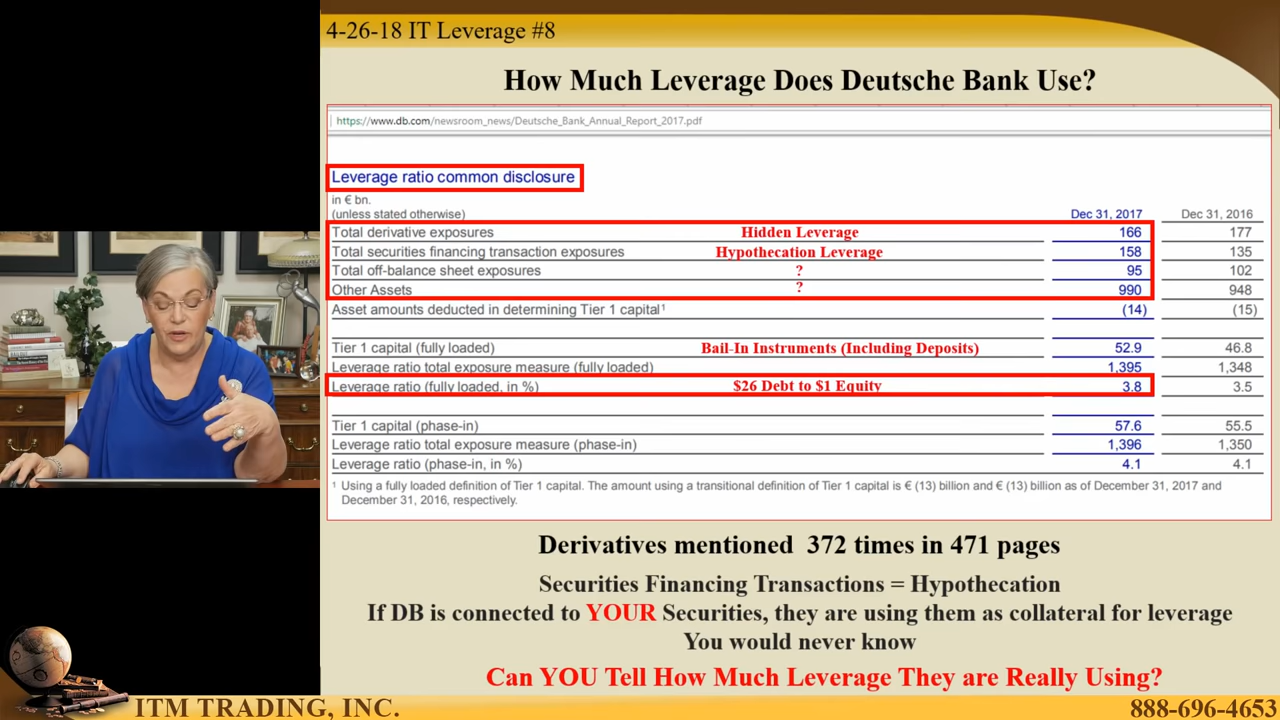 4-26-18 IT Leverage #8
How Much Leverage Does Deutsche Bank Use?
https://www.db.com/newsroom_news/Deutsche_Bank_Annual_Report_2017.pdf
Leverage ratio common disclosure
in € bn.
(unless stated otherwise) Dec 31, 2017 Dec 31, 2016
Total derivative exposures Hidden Leverage 166 177
Total securities financing transaction exposures Hypothecation Leverage 158 135
Total off-balance sheet exposures ? 95 102
Other Assets ? 990 948
Asset amounts deducted in determining Tier 1 capital¹ (14) (15)
Tier 1 capital (fully loaded) Bail-In Instruments (Including Deposits) 52.9 46.8
Leverage ratio total exposure measure (fully loaded) 1,395 1,348
Leverage ratio (fully loaded, in %) $26 Debt to $1 Equity 3.8 3.5
Tier 1 capital (phase-in) 57.6 55.5
Leverage ratio total exposure measure (phase-in) 1,396 1,350
Leverage ratio (phase-in, in %) 4.1 4.1
¹ Using a fully loaded definition of Tier 1 capital. The amount using a transitional definition of Tier 1 capital is € (13) billion and € (13) billion as of December 31, 2017 and
December 31, 2016, respectively.
Derivatives mentioned 372 times in 471 pages
Securities Financing Transactions = Hypothecation
If DB is connected to YOUR Securities, they are using them as collateral for leverage
You would never know
Can YOU Tell How Much Leverage They are Really Using?
ITM TRADING, INC. 888-696-4653